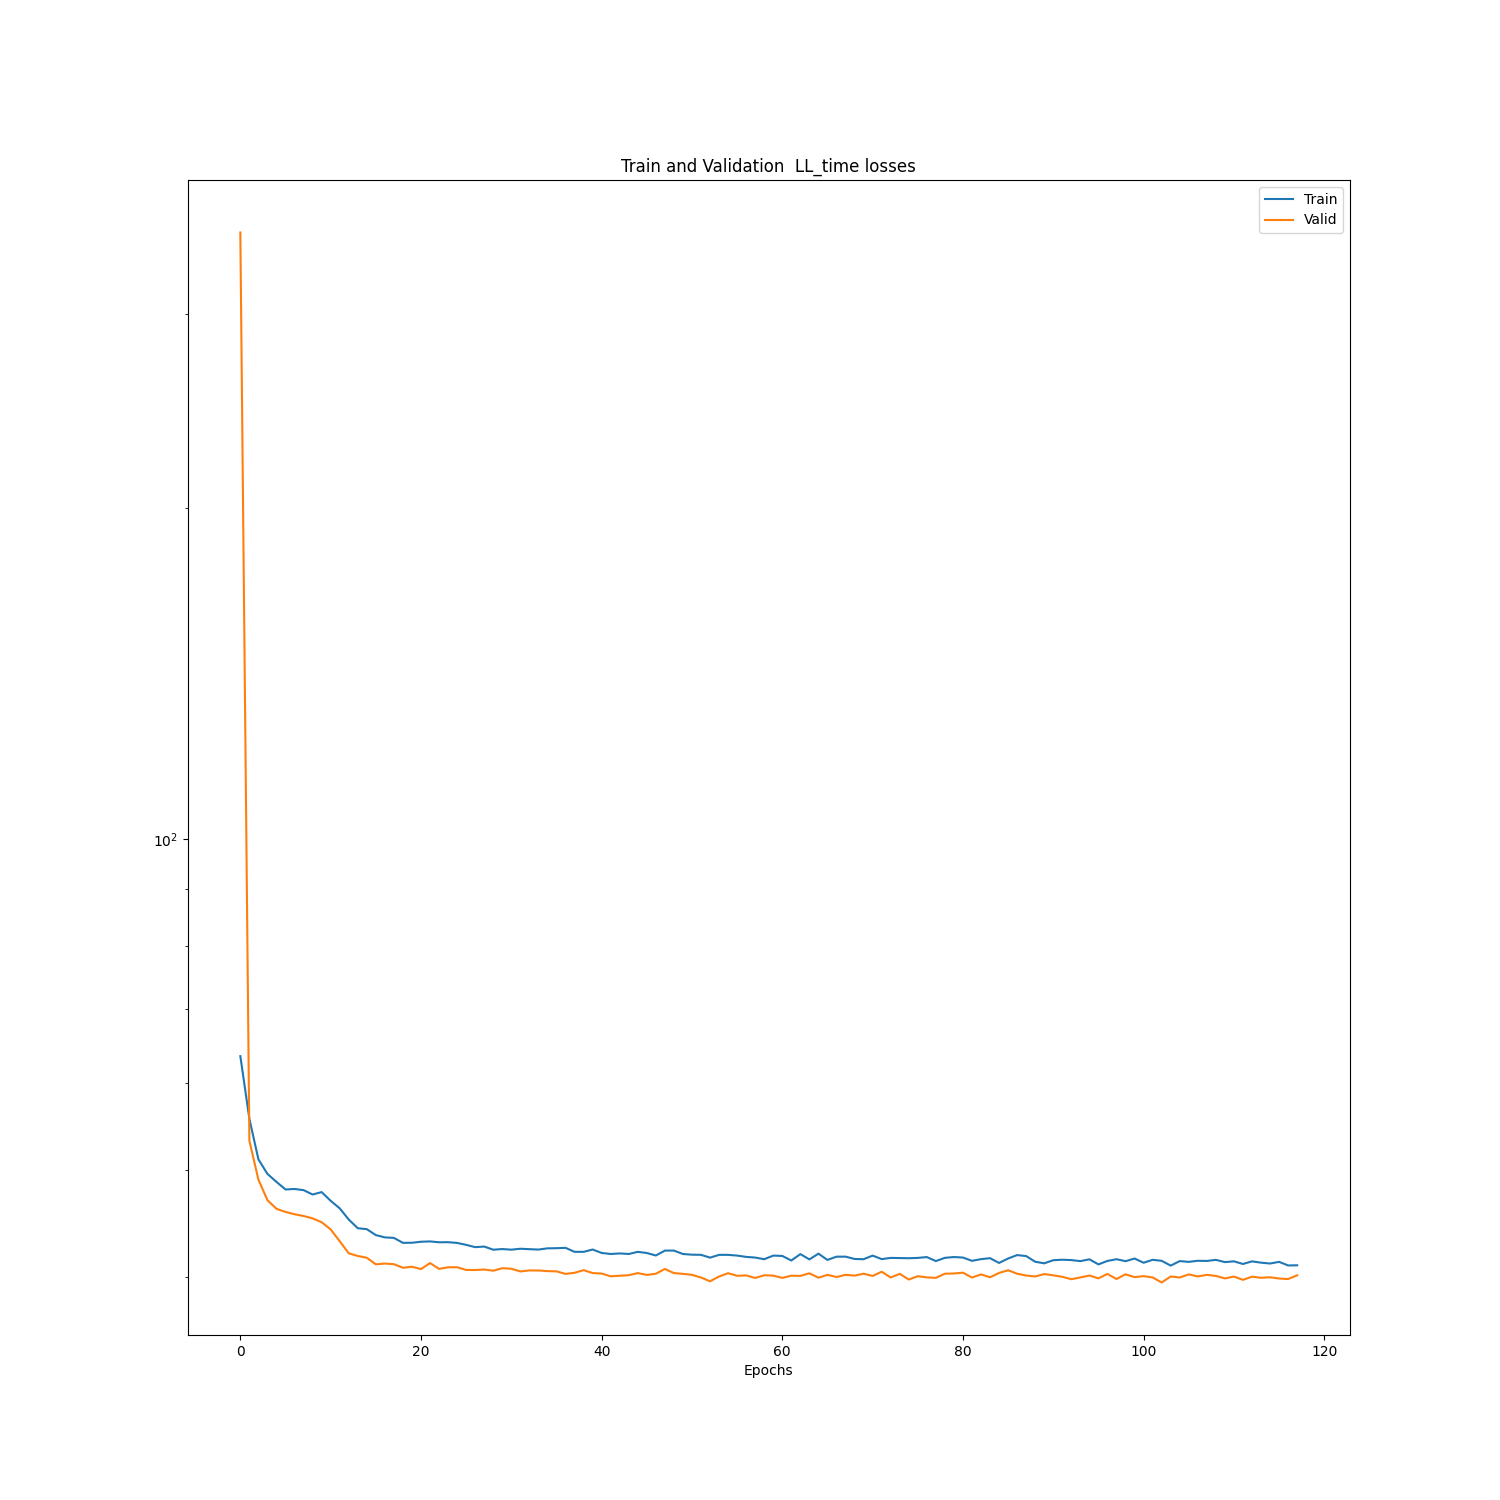 Train and Validation  LL_time losses
Train
Valid
10²
0 20 40 60 80 100 120
Epochs